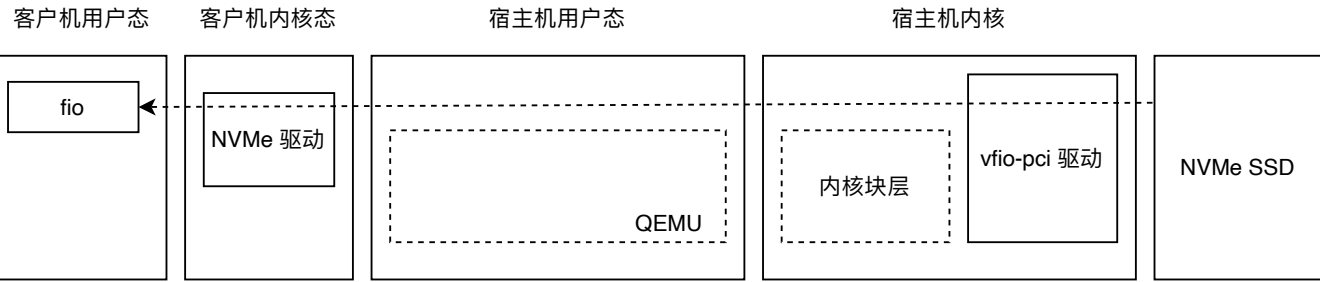 客户机用户态
客户机内核态
宿主机用户态
宿主机内核
fio
NVMe 驱动
QEMU
内核块层
vfio-pci 驱动
NVMe SSD